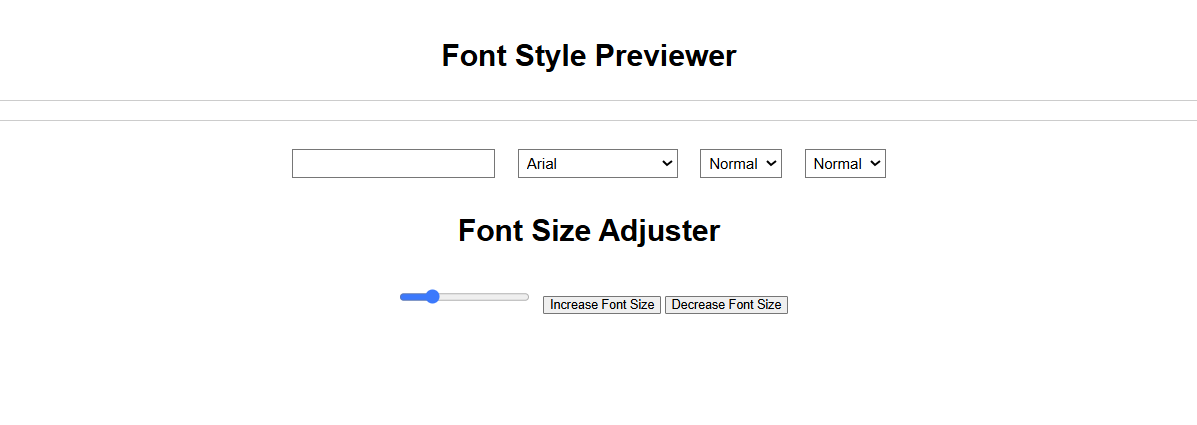 Font Style Previewer
Arial Normal Normal
Font Size Adjuster
Increase Font Size Decrease Font Size